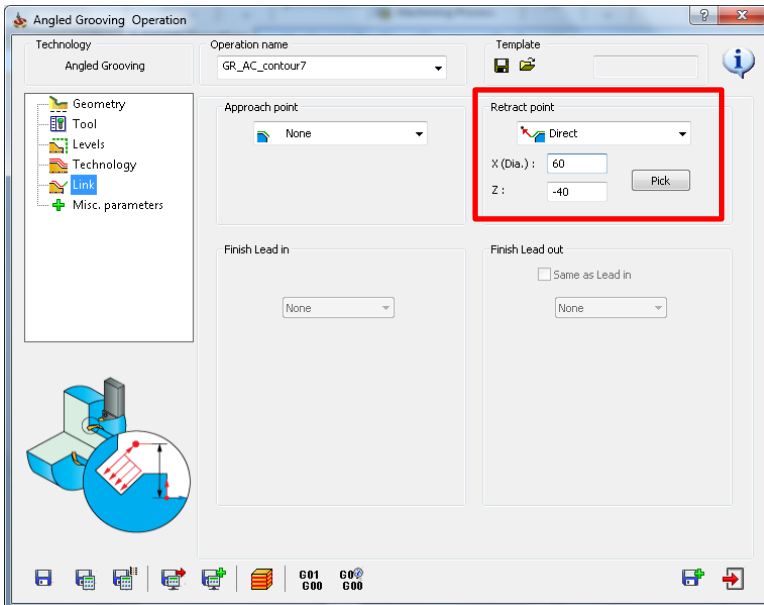 Angled Grooving Operation
Technology
Angled Grooving
Operation name
GR_AC_contour7
Template
Geometry
Tool
Levels
Technology
Link
Misc. parameters
Approach point
None
Retract point
Direct
X (Dia.) : 60
Z : -40
Pick
Finish Lead in
None
Finish Lead out
Same as Lead in
None
G01
G00
G00